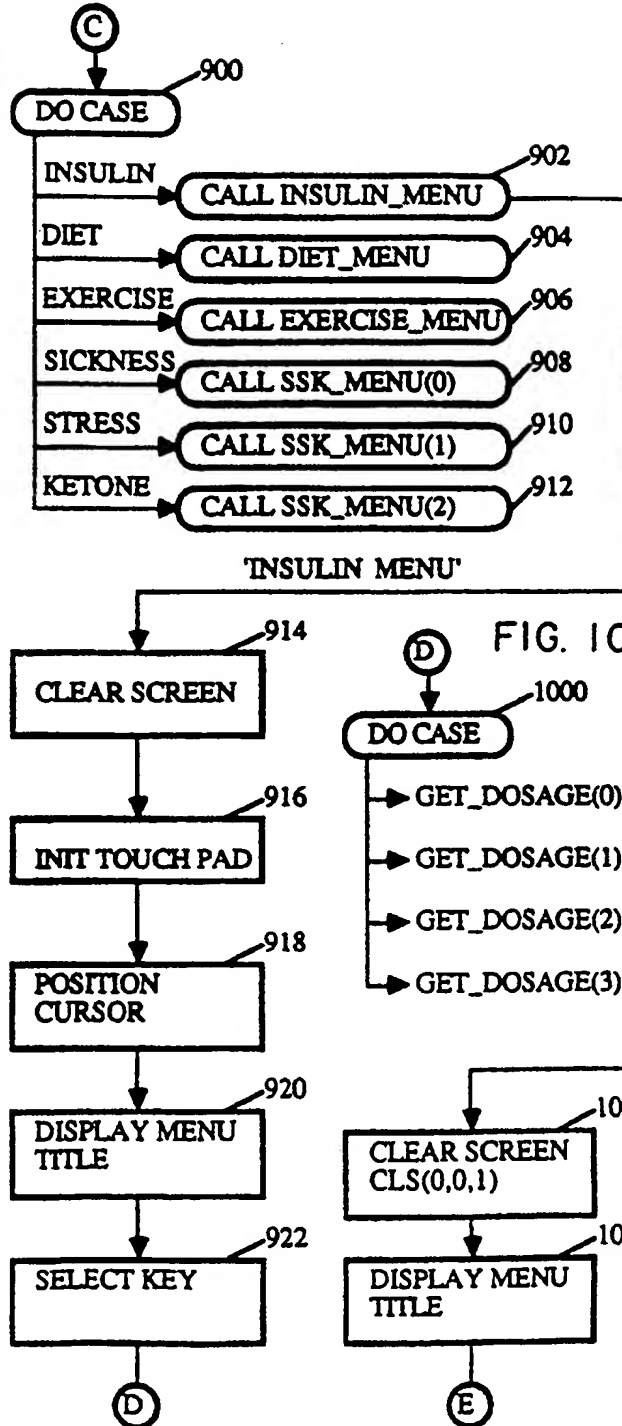 C
900
DO CASE
INSULIN
902
CALL INSULIN_MENU
DIET
904
CALL DIET_MENU
EXERCISE
906
CALL EXERCISE_MENU
SICKNESS
908
CALL SSK_MENU(0)
STRESS
910
CALL SSK_MENU(1)
KETONE
912
CALL SSK_MENU(2)
'INSULIN MENU'
914
CLEAR SCREEN
916
INIT TOUCH PAD
918
POSITION
CURSOR
920
DISPLAY MENU
TITLE
922
SELECT KEY
D
FIG. 10
D
1000
DO CASE
GET_DOSAGE(0)
GET_DOSAGE(1)
GET_DOSAGE(2)
GET_DOSAGE(3)
CLEAR SCREEN
CLS(0,0,1)
DISPLAY MENU
TITLE
E